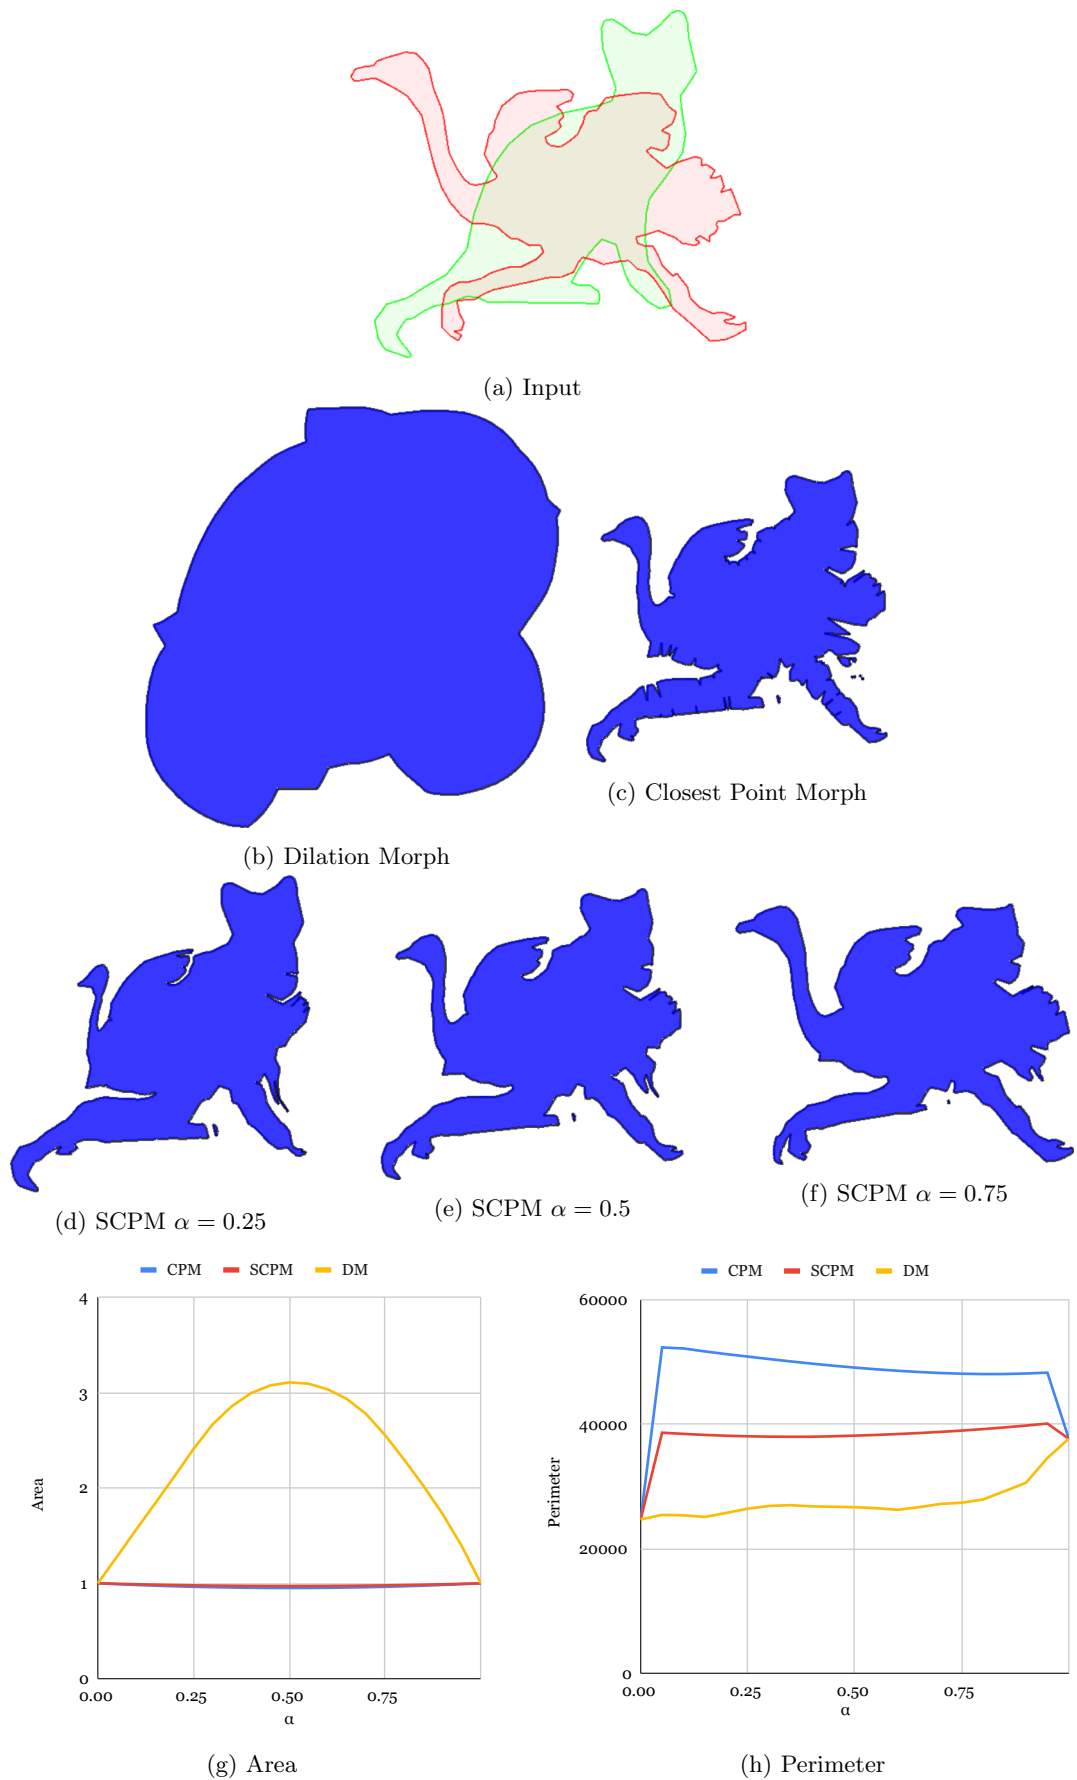 (a) Input
(b) Dilation Morph
(c) Closest Point Morph
(d) SCPM α = 0.25
(e) SCPM α = 0.5
(f) SCPM α = 0.75
CPM SCPM DM
4
3
2
1
0
Area
0.00 0.25 0.50 0.75
α
(g) Area
CPM SCPM DM
60000
40000
20000
0
Perimeter
0.00 0.25 0.50 0.75
α
(h) Perimeter